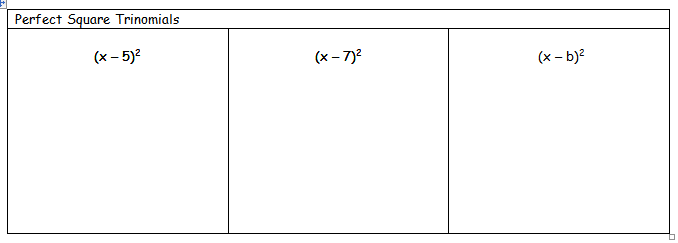 Perfect Square Trinomials
(x – 5)² (x – 7)² (x – b)²